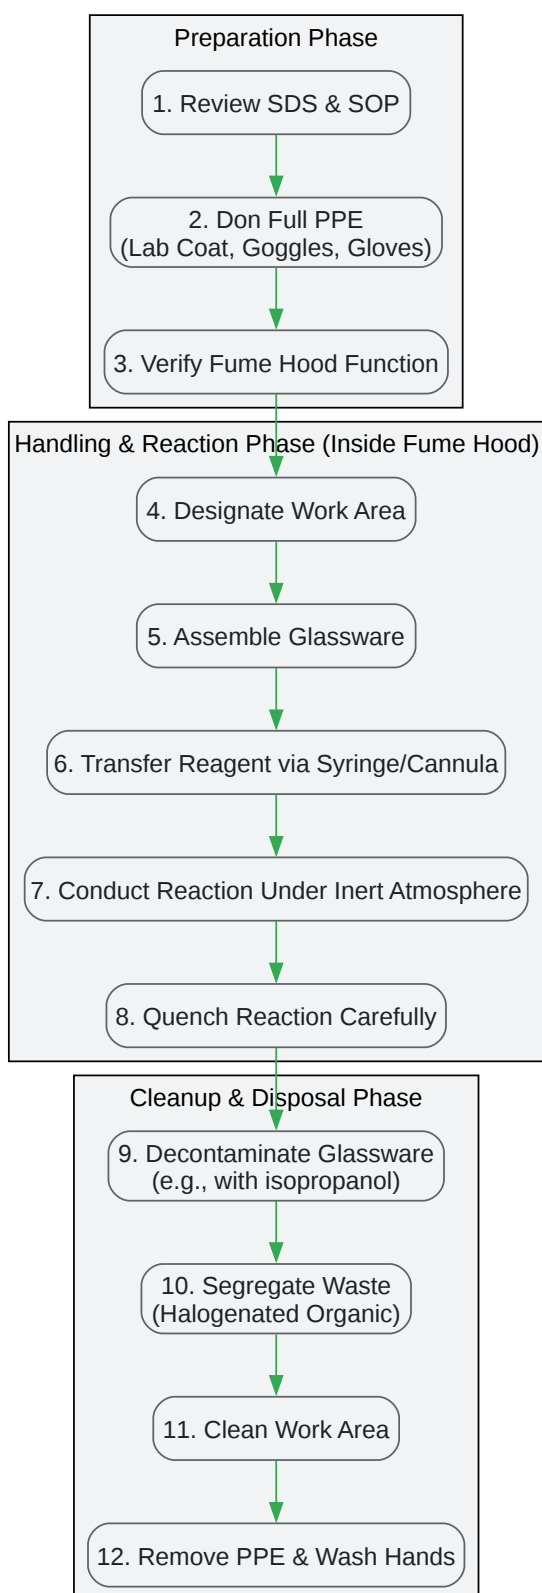 Preparation Phase
1. Review SDS & SOP
2. Don Full PPE
(Lab Coat, Goggles, Gloves)
3. Verify Fume Hood Function
Handling & Reaction Phase (Inside Fume Hood)
4. Designate Work Area
5. Assemble Glassware
6. Transfer Reagent via Syringe/Cannula
7. Conduct Reaction Under Inert Atmosphere
8. Quench Reaction Carefully
Cleanup & Disposal Phase
9. Decontaminate Glassware
(e.g., with isopropanol)
10. Segregate Waste
(Halogenated Organic)
11. Clean Work Area
12. Remove PPE & Wash Hands